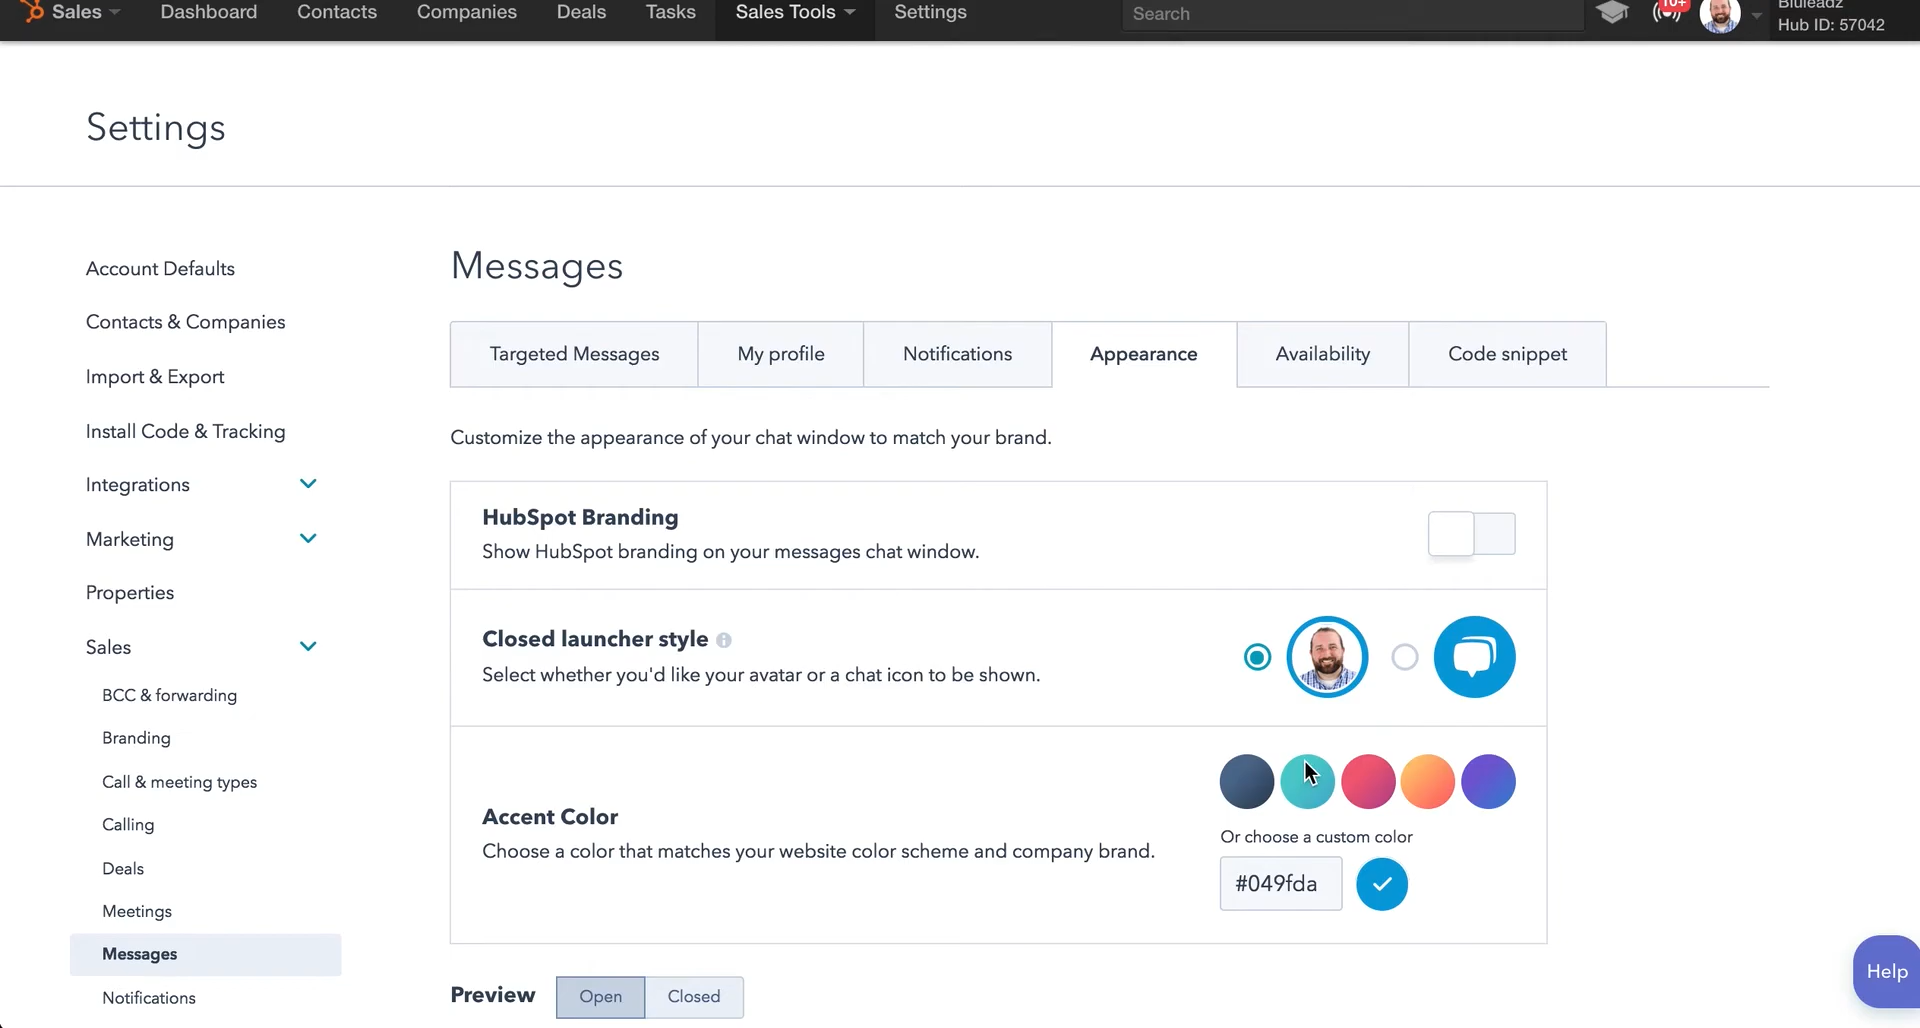 Sales Dashboard Contacts Companies Deals Tasks Sales Tools Settings Search 10+ Bluleadz
Hub ID: 57042
Settings
Account Defaults
Contacts & Companies
Import & Export
Install Code & Tracking
Integrations
Marketing
Properties
Sales
BCC & forwarding
Branding
Call & meeting types
Calling
Deals
Meetings
Messages
Notifications
Messages
Targeted Messages My profile Notifications Appearance Availability Code snippet
Customize the appearance of your chat window to match your brand.
HubSpot Branding
Show HubSpot branding on your messages chat window.
Closed launcher style
Select whether you'd like your avatar or a chat icon to be shown.
Accent Color
Choose a color that matches your website color scheme and company brand.
Or choose a custom color
#049fda
Preview Open Closed
Help